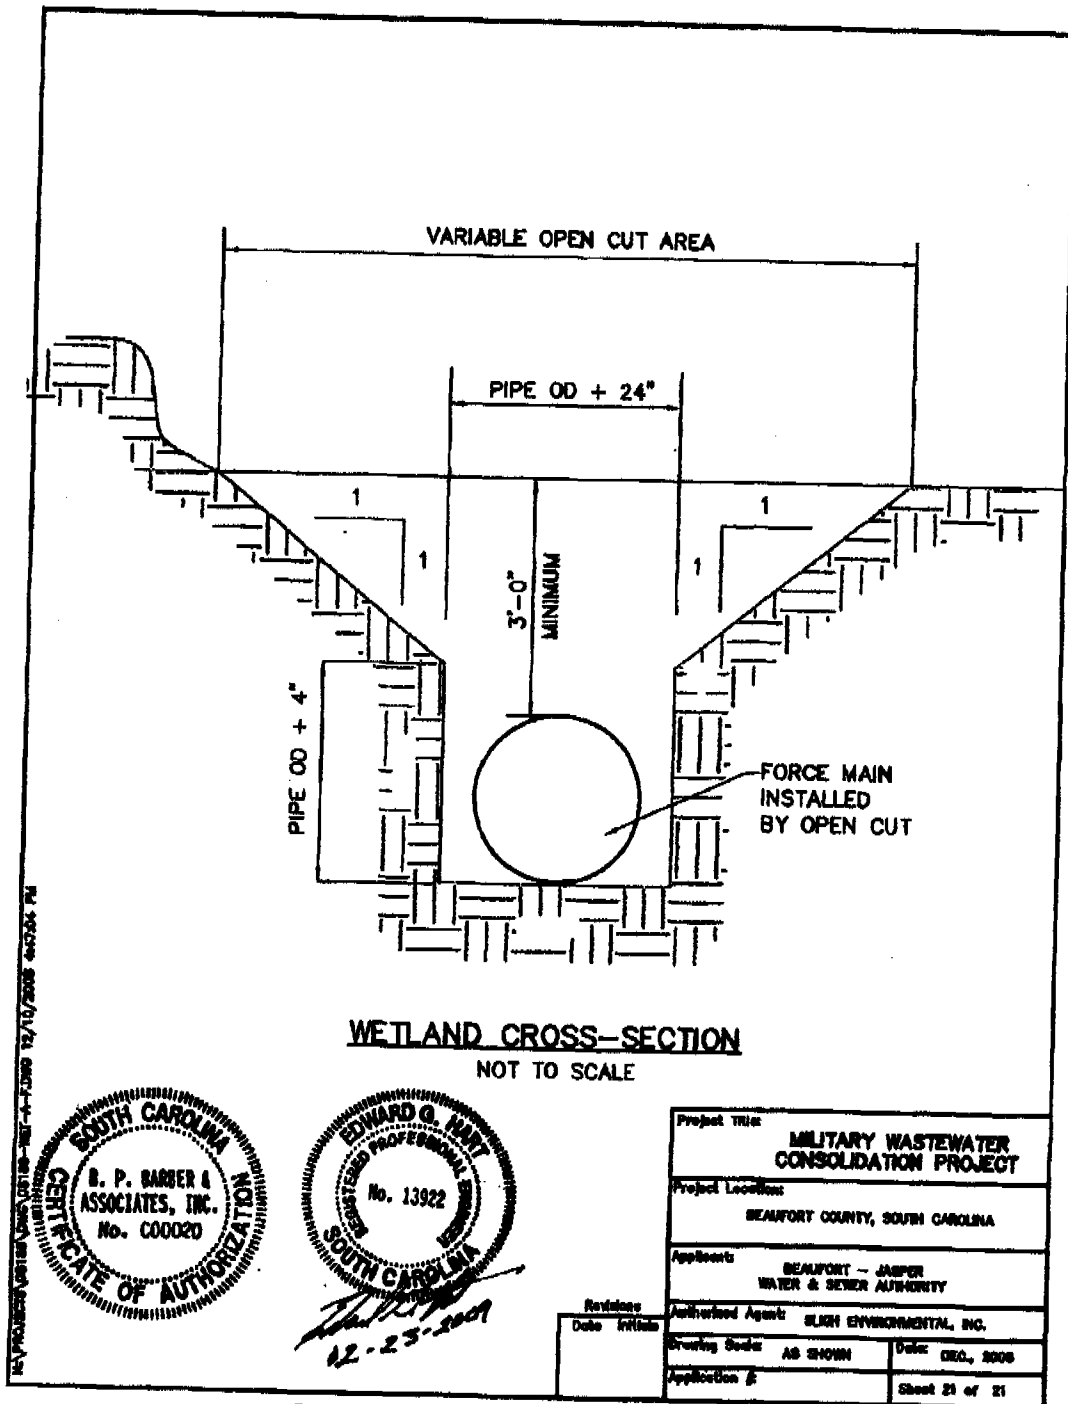 VARIABLE OPEN CUT AREA
PIPE OD + 24"
1
1
1
1
3'-0"
MINIMUM
PIPE OD + 4"
FORCE MAIN
INSTALLED
BY OPEN CUT
WETLAND CROSS-SECTION
NOT TO SCALE
SOUTH CAROLINA
B. P. BARBER &
ASSOCIATES, INC.
No. C00020
CERTIFICATE OF AUTHORIZATION
EDWARD G. HART
REGISTERED PROFESSIONAL ENGINEER
No. 13922
SOUTH CAROLINA
12-23-2009
Project Title:
MILITARY WASTEWATER
CONSOLIDATION PROJECT
Project Location:
BEAUFORT COUNTY, SOUTH CAROLINA
Applicant:
BEAUFORT - JASPER
WATER & SEWER AUTHORITY
Authorized Agent: SLIGH ENVIRONMENTAL, INC.
Revisions
Date Initials
Drawing Scale: AS SHOWN
Date: DEC., 2008
Application #:
Sheet 21 of 21